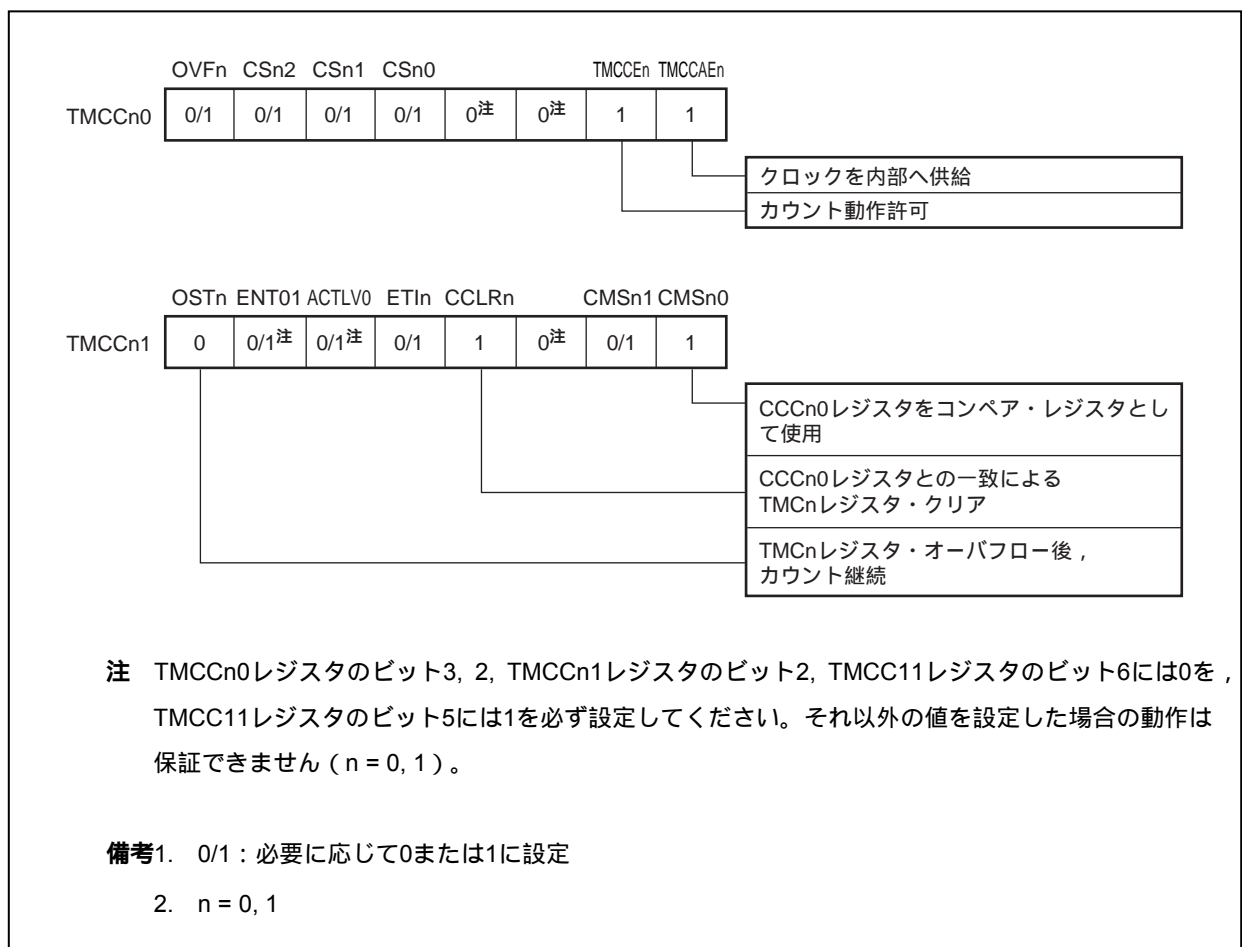 OVFn CSn2 CSn1 CSn0 TMCCEn TMCCAEn
TMCCn0 0/1 0/1 0/1 0/1 0注 0注 1 1
クロックを内部へ供給
カウント動作許可
OSTn ENT01 ACTLV0 ETIn CCLRn CMSn1 CMSn0
TMCCn1 0 0/1注 0/1注 0/1 1 0注 0/1 1
CCCn0レジスタをコンペア・レジスタとし
て使用
CCCn0レジスタとの一致による
TMCnレジスタ・クリア
TMCnレジスタ・オーバフロー後，
カウント継続
注 TMCCn0レジスタのビット3, 2, TMCCn1レジスタのビット2, TMCC11レジスタのビット6には0を，
TMCC11レジスタのビット5には1を必ず設定してください。それ以外の値を設定した場合の動作は
保証できません（n = 0, 1）。
備考1. 0/1：必要に応じて0または1に設定
2. n = 0, 1